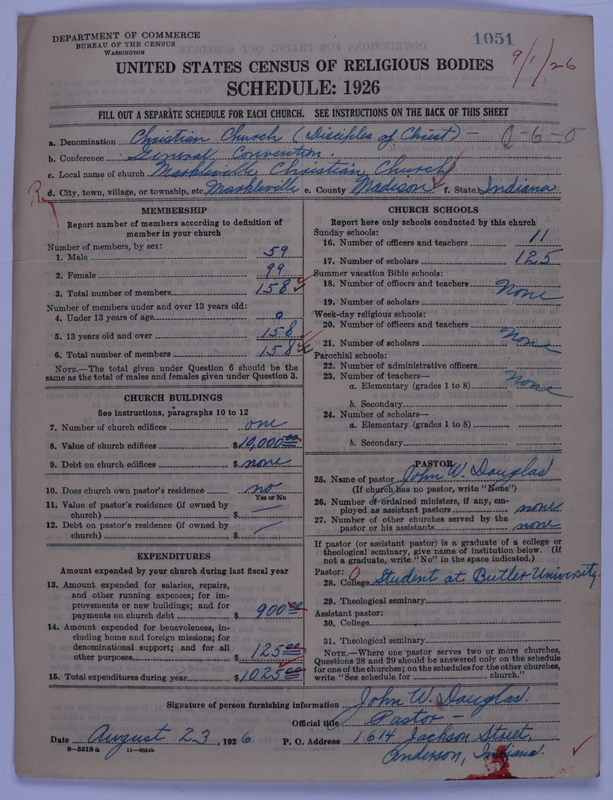 DEPARTMENT OF COMMERCE
BUREAU OF THE CENSUS
WASHINGTON
1051
9/1/26
UNITED STATES CENSUS OF RELIGIOUS BODIES
SCHEDULE: 1926
FILL OUT A SEPARATE SCHEDULE FOR EACH CHURCH. SEE INSTRUCTIONS ON THE BACK OF THIS SHEET
a. Denomination Christian Church (Disciples of Christ) — 2-6-0
b. Conference General Convention.
c. Local name of church Markleville Christian Church
d. City, town, village, or township, etc. Markleville e. County Madison f. State Indiana
MEMBERSHIP
Report number of members according to definition of
member in your church
Number of members, by sex:
1. Male 59
2. Female 99
3. Total number of members 158
Number of members under and over 13 years old:
4. Under 13 years of age 0
5. 13 years old and over 158
6. Total number of members 158
NOTE.—The total given under Question 6 should be the
same as the total of males and females given under Question 3.
CHURCH BUILDINGS
See instructions, paragraphs 10 to 12
7. Number of church edifices one
8. Value of church edifices $19,000 00
9. Debt on church edifices $ none
10. Does church own pastor's residence no
Yes or No
11. Value of pastor's residence (if owned by
church) $ —
12. Debt on pastor's residence (if owned by
church) $ —
EXPENDITURES
Amount expended by your church during last fiscal year
13. Amount expended for salaries, repairs,
and other running expenses; for im-
provements or new buildings; and for
payments on church debt $ 900 00
14. Amount expended for benevolences, in-
cluding home and foreign missions; for
denominational support; and for all
other purposes $ 125 00
15. Total expenditures during year $1025 00
CHURCH SCHOOLS
Report here only schools conducted by this church
Sunday schools:
16. Number of officers and teachers 11
17. Number of scholars 125
Summer vacation Bible schools:
18. Number of officers and teachers None
19. Number of scholars
Week-day religious schools:
20. Number of officers and teachers None
21. Number of scholars
Parochial schools:
22. Number of administrative officers
23. Number of teachers— None
a. Elementary (grades 1 to 8)
b. Secondary
24. Number of scholars—
a. Elementary (grades 1 to 8)
b. Secondary
PASTOR
25. Name of pastor John W. Douglas
(If church has no pastor, write "None")
26. Number of ordained ministers, if any, em-
ployed as assistant pastors none
27. Number of other churches served by the
pastor or his assistants none
If pastor (or assistant pastor) is a graduate of a college or
theological seminary, give name of institution below. (If
not a graduate, write "No" in the space indicated.)
Pastor:
28. College Student at Butler University.
29. Theological seminary
Assistant pastor:
30. College
31. Theological seminary
NOTE.—Where one pastor serves two or more churches,
Questions 28 and 29 should be answered only on the schedule
for one of the churches; on the schedules for the other churches,
write "See schedule for church."
Signature of person furnishing information John W. Douglas
Official title Pastor —
Date August 23, 1926 P. O. Address 1614 Jackson Street,
8—5518a 11—9034b Anderson, Indiana.